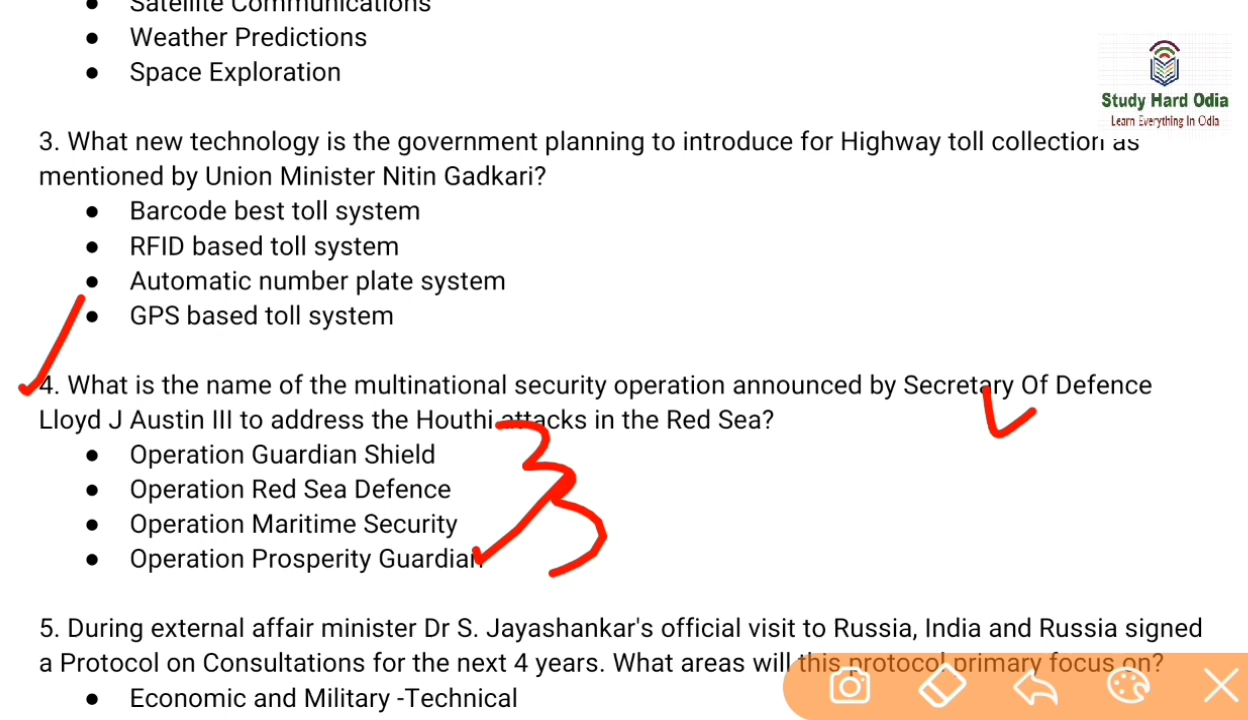 Satellite Communications
● Weather Predictions
● Space Exploration
Study Hard Odia
Learn Everything In Odia
3. What new technology is the government planning to introduce for Highway toll collection as
mentioned by Union Minister Nitin Gadkari?
● Barcode best toll system
● RFID based toll system
● Automatic number plate system
● GPS based toll system
4. What is the name of the multinational security operation announced by Secretary Of Defence
Lloyd J Austin III to address the Houthi attacks in the Red Sea?
● Operation Guardian Shield
● Operation Red Sea Defence
● Operation Maritime Security
● Operation Prosperity Guardian
5. During external affair minister Dr S. Jayashankar's official visit to Russia, India and Russia signed
a Protocol on Consultations for the next 4 years. What areas will this protocol primary focus on?
● Economic and Military -Technical